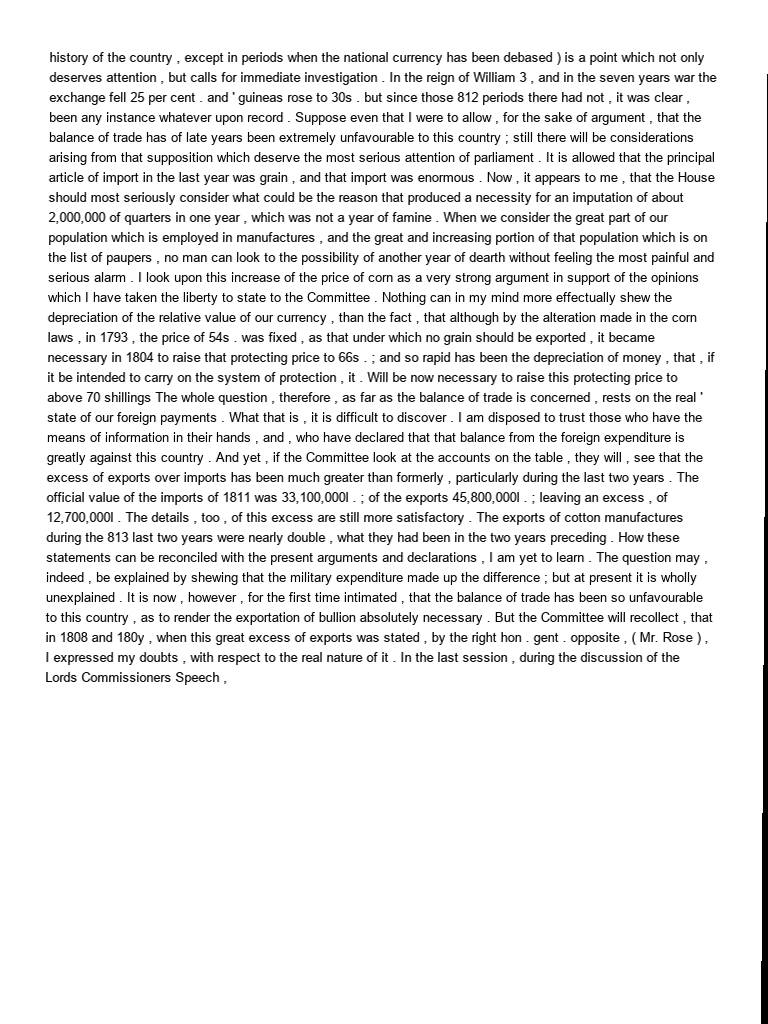 history of the country , except in periods when the national currency has been debased ) is a point which not only
deserves attention , but calls for immediate investigation . In the reign of William 3 , and in the seven years war the
exchange fell 25 per cent . and ' guineas rose to 30s . but since those 812 periods there had not , it was clear ,
been any instance whatever upon record . Suppose even that I were to allow , for the sake of argument , that the
balance of trade has of late years been extremely unfavourable to this country ; still there will be considerations
arising from that supposition which deserve the most serious attention of parliament . It is allowed that the principal
article of import in the last year was grain , and that import was enormous . Now , it appears to me , that the House
should most seriously consider what could be the reason that produced a necessity for an imputation of about
2,000,000 of quarters in one year , which was not a year of famine . When we consider the great part of our
population which is employed in manufactures , and the great and increasing portion of that population which is on
the list of paupers , no man can look to the possibility of another year of dearth without feeling the most painful and
serious alarm . I look upon this increase of the price of corn as a very strong argument in support of the opinions
which I have taken the liberty to state to the Committee . Nothing can in my mind more effectually shew the
depreciation of the relative value of our currency , than the fact , that although by the alteration made in the corn
laws , in 1793 , the price of 54s . was fixed , as that under which no grain should be exported , it became
necessary in 1804 to raise that protecting price to 66s . ; and so rapid has been the depreciation of money , that , if
it be intended to carry on the system of protection , it . Will be now necessary to raise this protecting price to
above 70 shillings The whole question , therefore , as far as the balance of trade is concerned , rests on the real '
state of our foreign payments . What that is , it is difficult to discover . I am disposed to trust those who have the
means of information in their hands , and , who have declared that that balance from the foreign expenditure is
greatly against this country . And yet , if the Committee look at the accounts on the table , they will , see that the
excess of exports over imports has been much greater than formerly , particularly during the last two years . The
official value of the imports of 1811 was 33,100,000l . ; of the exports 45,800,000l . ; leaving an excess , of
12,700,000l . The details , too , of this excess are still more satisfactory . The exports of cotton manufactures
during the 813 last two years were nearly double , what they had been in the two years preceding . How these
statements can be reconciled with the present arguments and declarations , I am yet to learn . The question may ,
indeed , be explained by shewing that the military expenditure made up the difference ; but at present it is wholly
unexplained . It is now , however , for the first time intimated , that the balance of trade has been so unfavourable
to this country , as to render the exportation of bullion absolutely necessary . But the Committee will recollect , that
in 1808 and 180y , when this great excess of exports was stated , by the right hon . gent . opposite , ( Mr. Rose ) ,
I expressed my doubts , with respect to the real nature of it . In the last session , during the discussion of the
Lords Commissioners Speech ,